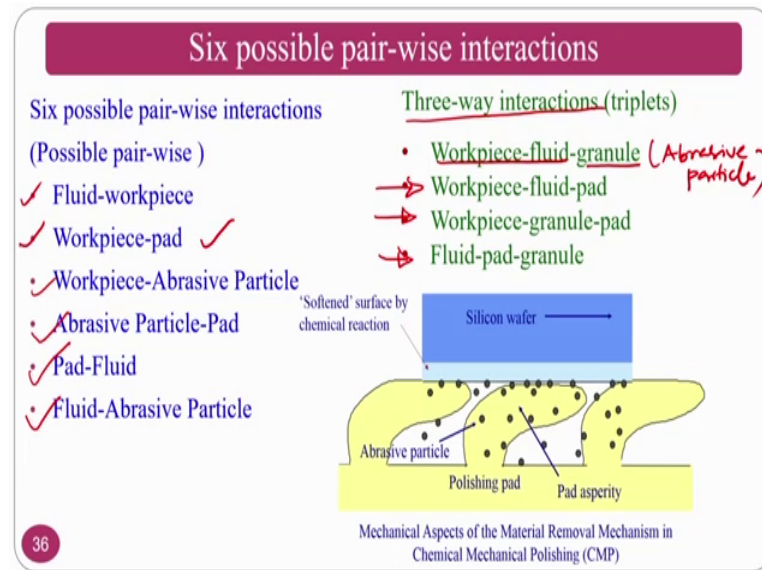 Six possible pair-wise interactions
Six possible pair-wise interactions
(Possible pair-wise )
Fluid-workpiece
Workpiece-pad
Workpiece-Abrasive Particle
Abrasive Particle-Pad
Pad-Fluid
Fluid-Abrasive Particle
Three-way interactions (triplets)
Workpiece-fluid-granule (Abrasive-
particle)
Workpiece-fluid-pad
Workpiece-granule-pad
Fluid-pad-granule
'Softened' surface by
chemical reaction
Silicon wafer
Abrasive particle
Polishing pad
Pad asperity
Mechanical Aspects of the Material Removal Mechanism in
Chemical Mechanical Polishing (CMP)
36